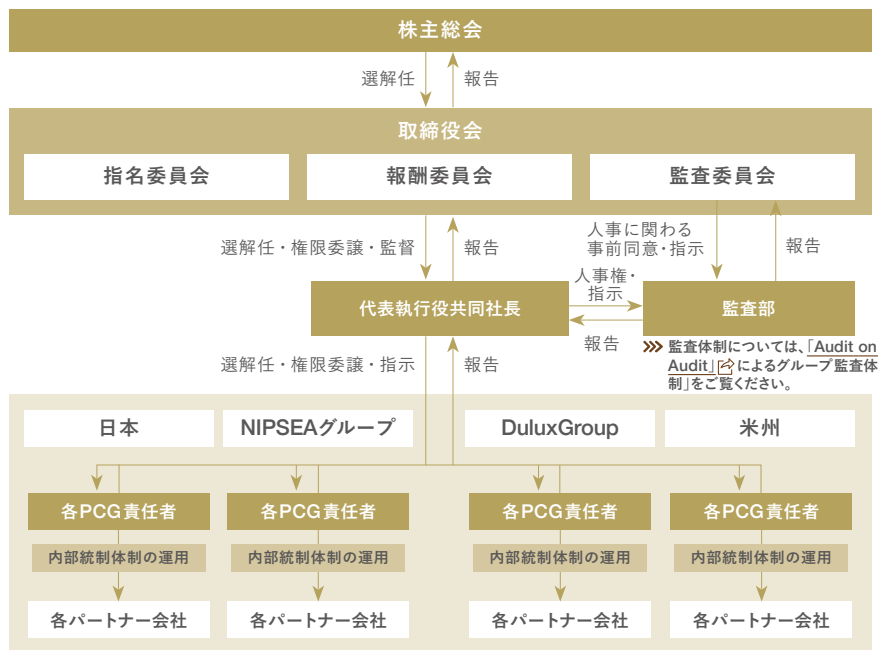 株主総会
選解任
報告
取締役会
指名委員会
報酬委員会
監査委員会
選解任・権限委譲・監督
報告
人事に関わる
事前同意・指示
報告
代表執行役共同社長
人事権・
指示
報告
監査部
監査体制については、「Audit on
Audit」によるグループ監査体
制」をご覧ください。
選解任・権限委譲・指示
報告
日本
NIPSEAグループ
DuluxGroup
米州
各PCG責任者
各PCG責任者
各PCG責任者
各PCG責任者
内部統制体制の運用
内部統制体制の運用
内部統制体制の運用
内部統制体制の運用
各パートナー会社
各パートナー会社
各パートナー会社
各パートナー会社